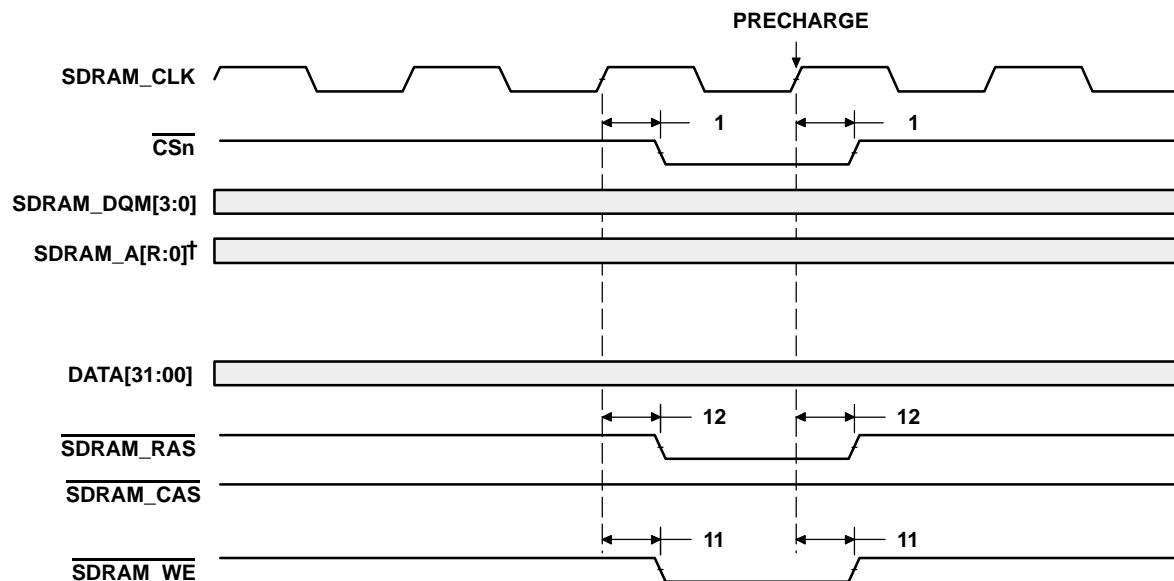 PRECHARGE
SDRAM_CLK
1 1
CSn
SDRAM_DQM[3:0]
SDRAM_A[R:0]†
DATA[31:00]
12 12
SDRAM_RAS
SDRAM_CAS
11 11
SDRAM_WE